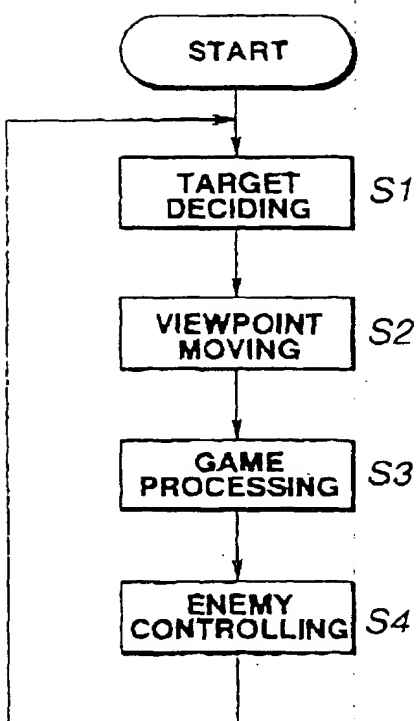 START
TARGET
DECIDING
S1
VIEWPOINT
MOVING
S2
GAME
PROCESSING
S3
ENEMY
CONTROLLING
S4